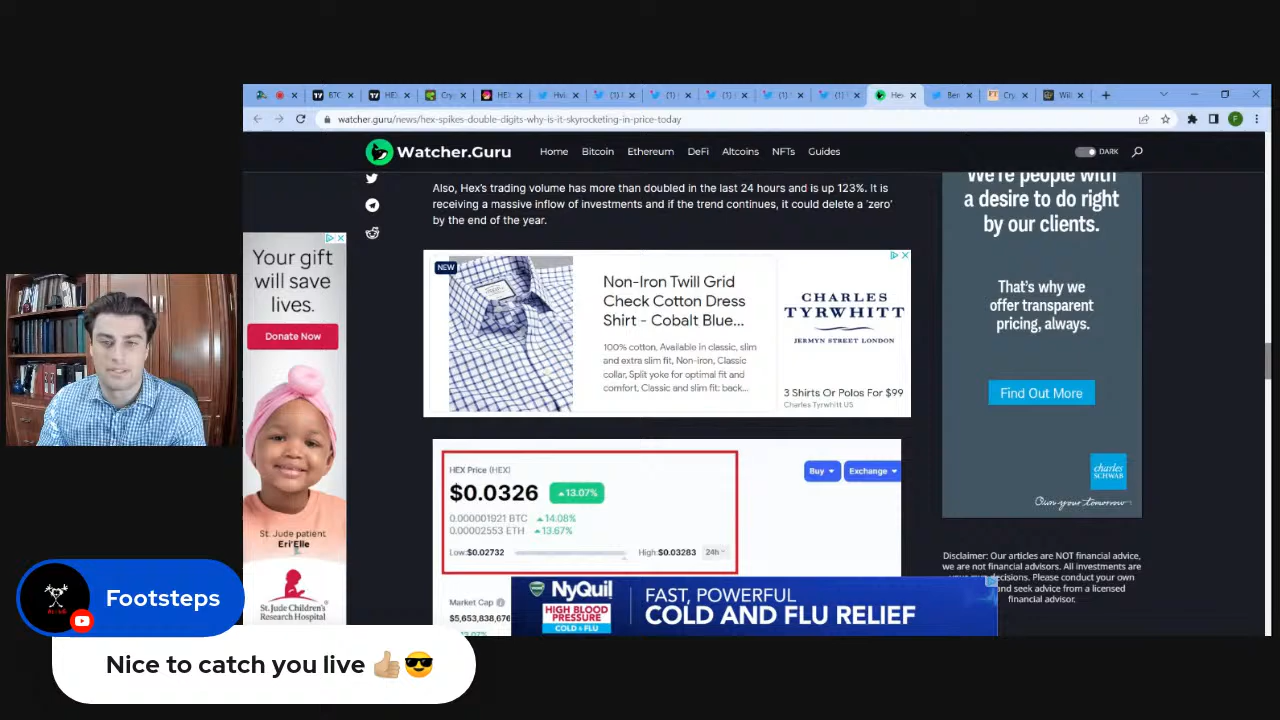 BTC
HEX
Cry
HEX
watcher.guru/news/hex-spikes-double-digits-why-is-it-skyrocketing-in-price-today
Watcher.Guru
Home
Bitcoin
Ethereum
DeFi
Altcoins
NFTs
Guides
DARK
Also, Hex's trading volume has more than doubled in the last 24 hours and is up 123%. It is
receiving a massive inflow of investments and if the trend continues, it could delete a 'zero'
by the end of the year.
We're people with
a desire to do right
by our clients.
That's why we
offer transparent
pricing, always.
Find Out More
charles
SCHWAB
Own your tomorrow
Your gift
will save
lives.
Donate Now
St. Jude patient
Eri'Elle
St. Jude Children's
Research Hospital
NEW
Non-Iron Twill Grid
Check Cotton Dress
Shirt - Cobalt Blue...
100% cotton, Available in classic, slim
and extra slim fit, Non-iron, Classic
collar, Split yoke for optimal fit and
comfort, Classic and slim fit: back...
CHARLES
TYRWHITT
JERMYN STREET LONDON
3 Shirts Or Polos For $99
Charles Tyrwhitt US
HEX Price (HEX)
$0.0326
13.07%
0.000001921 BTC
14.08%
0.00002553 ETH
13.67%
Low:$0.02732
High:$0.03283
24h
Buy
Exchange
Market Cap
$5,653,838,676
13.07%
Disclaimer: Our articles are NOT financial advice,
we are not financial advisors. All investments are
decisions. Please conduct your own
and seek advice from a licensed
financial advisor.
NyQuil
HIGH BLOOD
PRESSURE
COLD & FLU
FAST, POWERFUL
COLD AND FLU RELIEF
Footsteps
Nice to catch you live 👍🏼😎